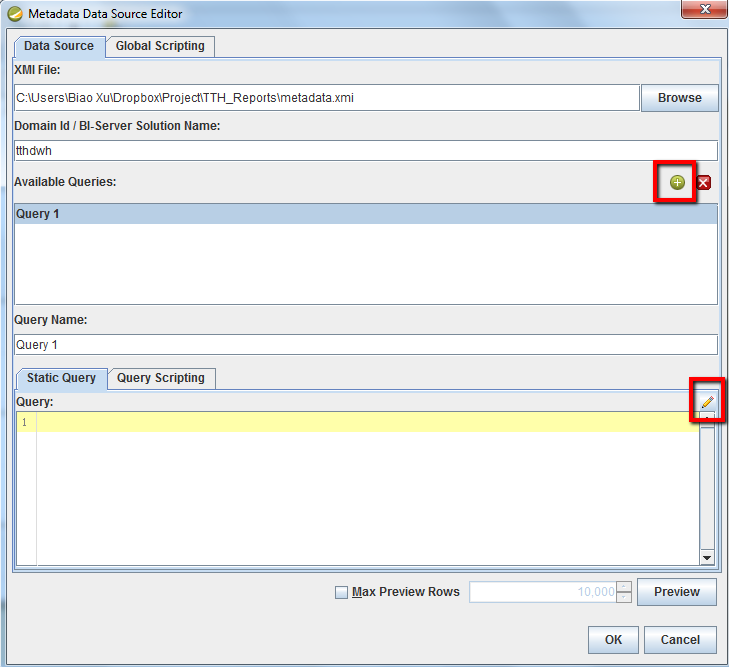 Metadata Data Source Editor
Data Source Global Scripting
XMI File:
C:\Users\Biao Xu\Dropbox\Project\TTH_Reports\metadata.xmi Browse
Domain Id / BI-Server Solution Name:
tthdwh
Available Queries:
Query 1
Query Name:
Query 1
Static Query Query Scripting
Query:
1
Max Preview Rows 10,000 Preview
OK Cancel